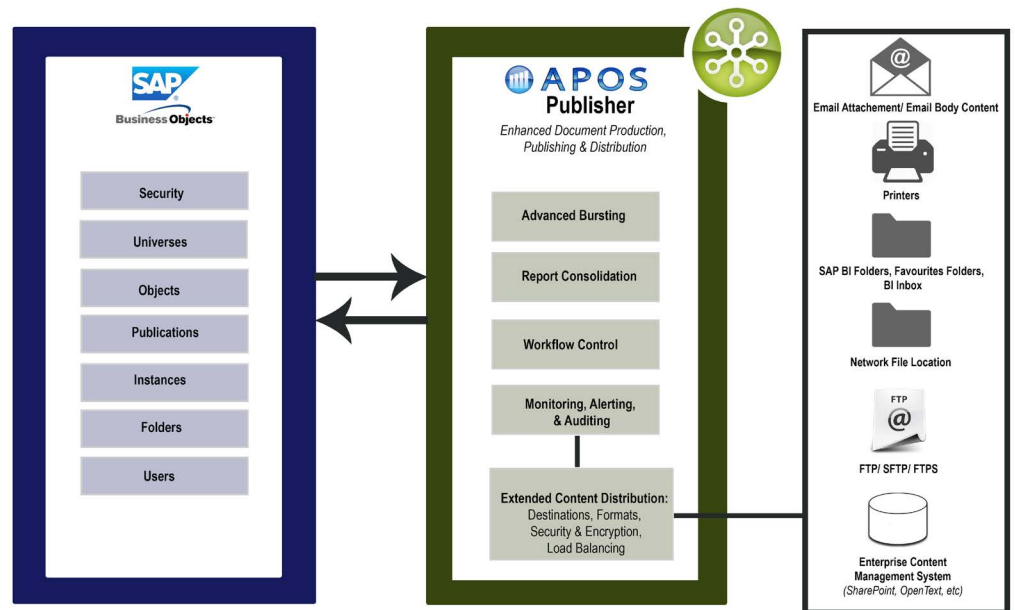 SAP
Business Objects
Security
Universes
Objects
Publications
Instances
Folders
Users
APOS
Publisher
Enhanced Document Production,
Publishing & Distribution
Advanced Bursting
Report Consolidation
Workflow Control
Monitoring, Alerting,
& Auditing
Extended Content Distribution:
Destinations, Formats,
Security & Encryption,
Load Balancing
@
Email Attachement/ Email Body Content
Printers
SAP BI Folders, Favourites Folders,
BI Inbox
Network File Location
FTP
@
FTP/ SFTP/ FTPS
Enterprise Content
Management System
(SharePoint, OpenText, etc)